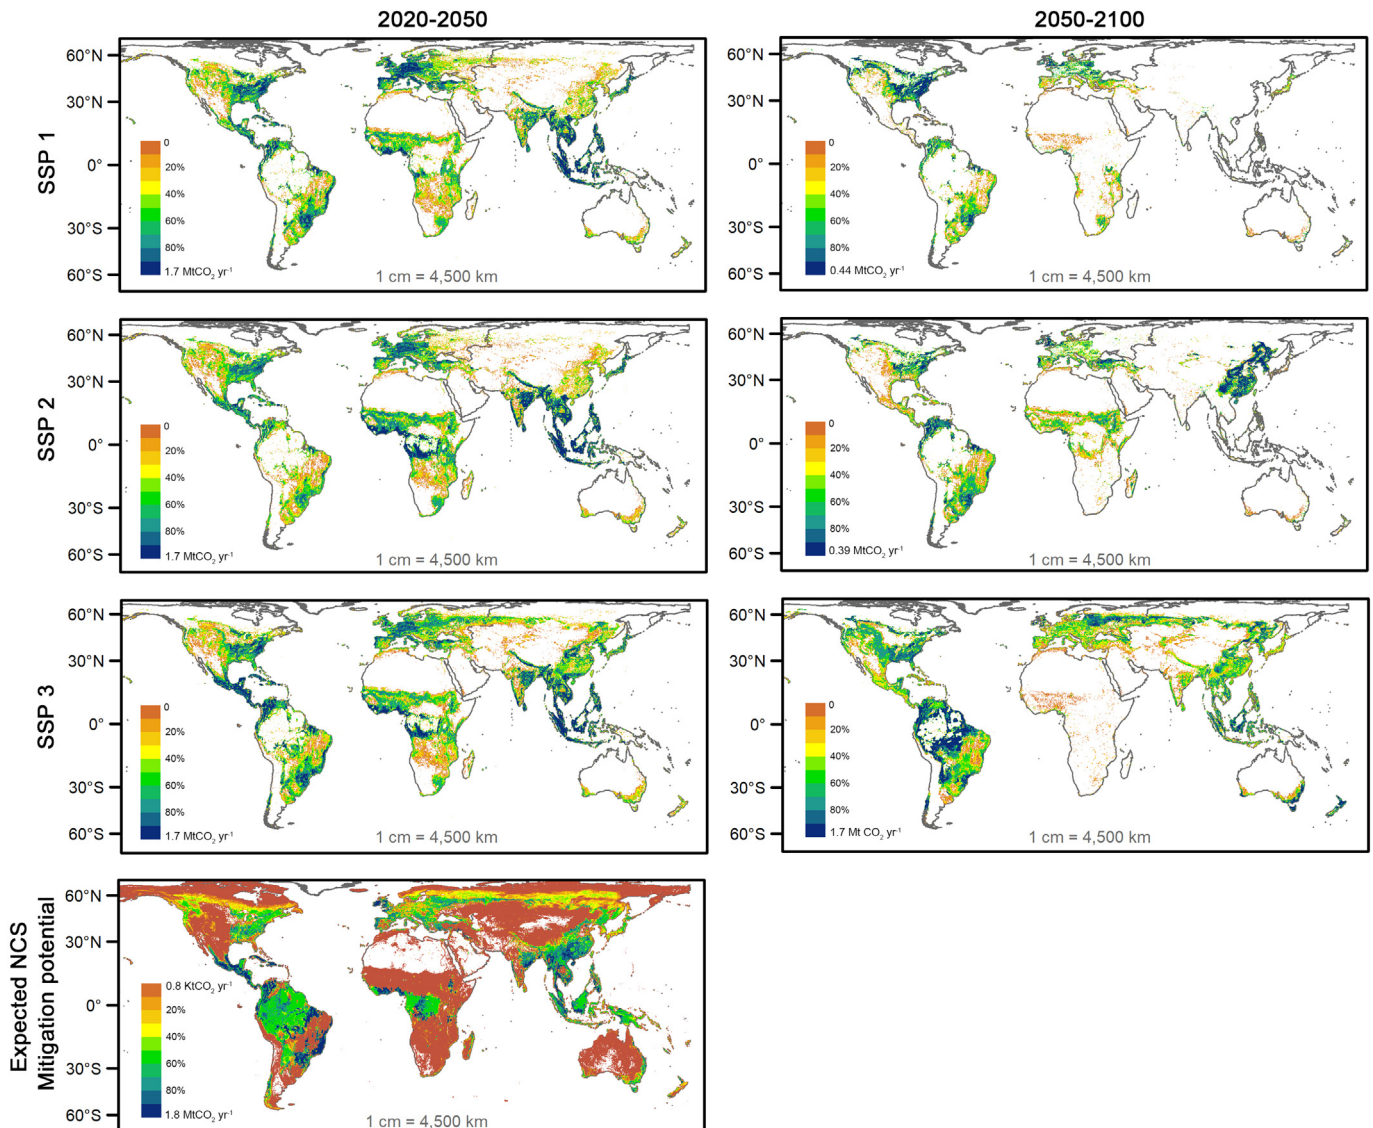 2020-2050
2050-2100
SSP 1
60°N
30°N
0°
30°S
60°S
0
20%
40%
60%
80%
1.7 MtCO₂ yr⁻¹
1 cm = 4,500 km
60°N
30°N
0°
30°S
60°S
0
20%
40%
60%
80%
0.44 MtCO₂ yr⁻¹
1 cm = 4,500 km
SSP 2
60°N
30°N
0°
30°S
60°S
0
20%
40%
60%
80%
1.7 MtCO₂ yr⁻¹
1 cm = 4,500 km
60°N
30°N
0°
30°S
60°S
0
20%
40%
60%
80%
0.39 MtCO₂ yr⁻¹
1 cm = 4,500 km
SSP 3
60°N
30°N
0°
30°S
60°S
0
20%
40%
60%
80%
1.7 MtCO₂ yr⁻¹
1 cm = 4,500 km
60°N
30°N
0°
30°S
60°S
0
20%
40%
60%
80%
1.7 Mt CO₂ yr⁻¹
1 cm = 4,500 km
Expected NCS
Mitigation potential
60°N
30°N
0°
30°S
60°S
0.8 KtCO₂ yr⁻¹
20%
40%
60%
80%
1.8 MtCO₂ yr⁻¹
1 cm = 4,500 km